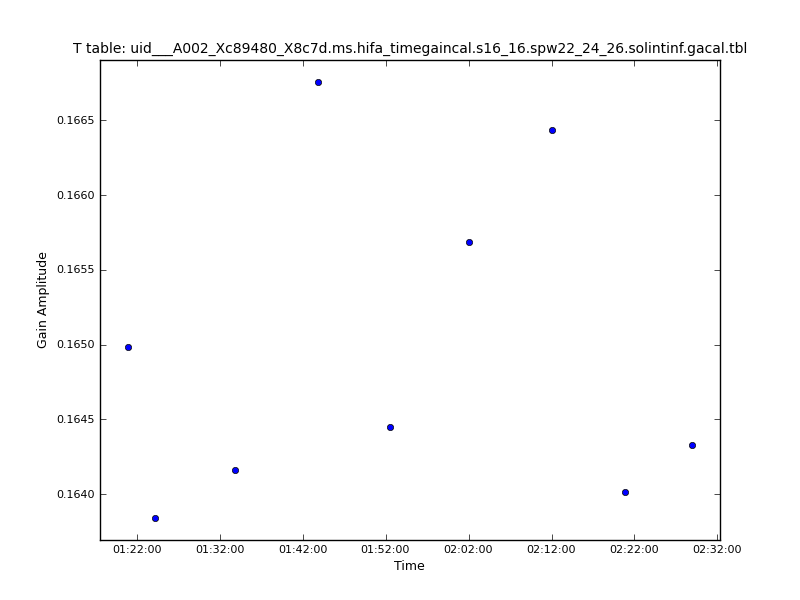 T table: uid___A002_Xc89480_X8c7d.ms.hifa_timegaincal.s16_16.spw22_24_26.solintinf.gacal.tbl
0.1665
0.1660
0.1655
0.1650
0.1645
0.1640
Gain Amplitude
01:22:00 01:32:00 01:42:00 01:52:00 02:02:00 02:12:00 02:22:00 02:32:00
Time